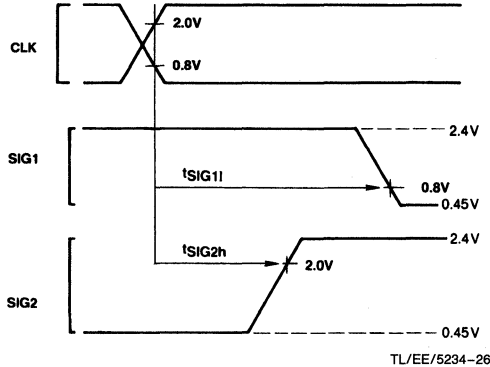 2.0V
CLK
0.8V
2.4V
SIG1
tSIG1l
0.8V
0.45V
2.4V
tSIG2h
2.0V
SIG2
0.45V
TL/EE/5234-26